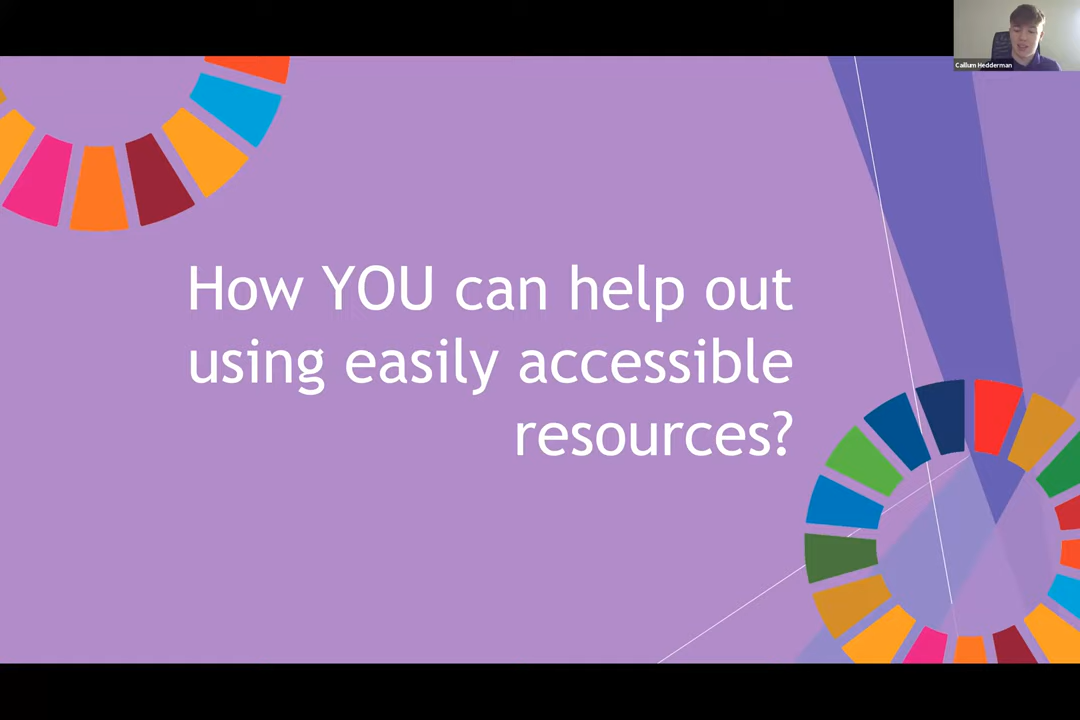 Callum Hedderman
How YOU can help out
using easily accessible
resources?